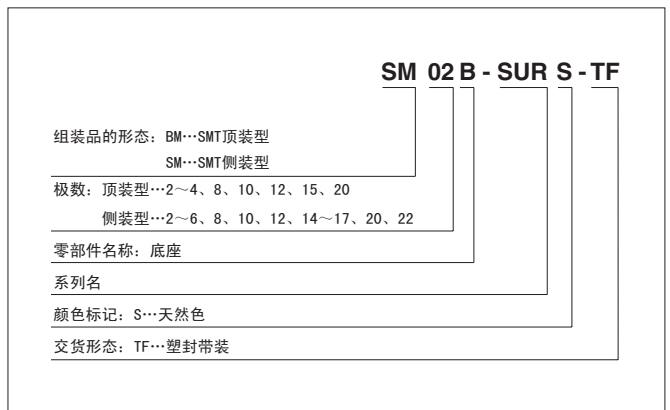 SM 02 B - SUR S - TF
组装品的形态：BM…SMT顶装型
SM…SMT侧装型
极数：顶装型…2～4、8、10、12、15、20
侧装型…2～6、8、10、12、14～17、20、22
零部件名称：底座
系列名
颜色标记：S…天然色
交货形态：TF…塑封带装